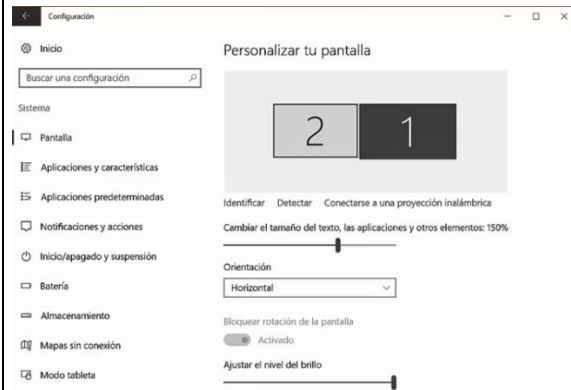 Configuración
Inicio
Buscar una configuración
Sistema
Pantalla
Aplicaciones y características
Aplicaciones predeterminadas
Notificaciones y acciones
Inicio/apagado y suspensión
Batería
Almacenamiento
Mapas sin conexión
Modo tableta
Personalizar tu pantalla
2 1
Identificar Detectar Conectarse a una proyección inalámbrica
Cambiar el tamaño del texto, las aplicaciones y otros elementos: 150%
Orientación
Horizontal
Bloquear rotación de la pantalla
Activado
Ajustar el nivel del brillo